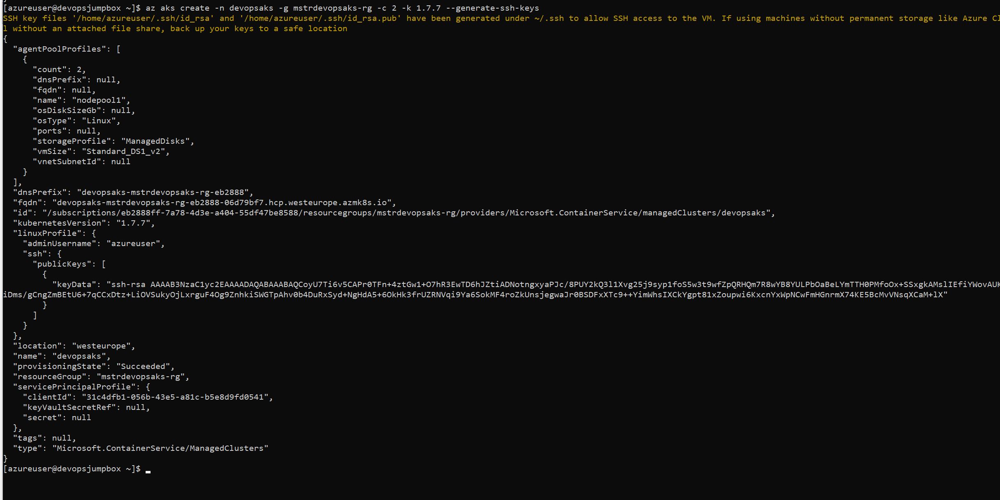 [azureuser@devopsjumpbox ~]$ az aks create -n devopsaks -g mstrdevopsaks-rg -c 2 -k 1.7.7 --generate-ssh-keys
SSH key files '/home/azureuser/.ssh/id_rsa' and '/home/azureuser/.ssh/id_rsa.pub' have been generated under ~/.ssh to allow SSH access to the VM. If using machines without permanent storage like Azure Cl
l without an attached file share, back up your keys to a safe location
{
  "agentPoolProfiles": [
    {
      "count": 2,
      "dnsPrefix": null,
      "fqdn": null,
      "name": "nodepool1",
      "osDiskSizeGb": null,
      "osType": "Linux",
      "ports": null,
      "storageProfile": "ManagedDisks",
      "vmSize": "Standard_DS1_v2",
      "vnetSubnetId": null
    }
  ],
  "dnsPrefix": "devopsaks-mstrdevopsaks-rg-eb2888",
  "fqdn": "devopsaks-mstrdevopsaks-rg-eb2888-06d79bf7.hcp.westeurope.azmk8s.io",
  "id": "/subscriptions/eb2888ff-7a78-4d3e-a404-55df47be8588/resourcegroups/mstrdevopsaks-rg/providers/Microsoft.ContainerService/managedClusters/devopsaks",
  "kubernetesVersion": "1.7.7",
  "linuxProfile": {
    "adminUsername": "azureuser",
    "ssh": {
      "publicKeys": [
        {
          "keyData": "ssh-rsa AAAAB3NzaC1yc2EAAAADAQABAAABAQCoyU7Ti6v5CAPr0TFn+4ztGw1+O7hR3EwTD6hJZtiADNotngxyaPJc/8PUY2kQ3l1Xvg25j9syp1foS5w3t9wfZpQRHQm7R8wYB8YULPbOaBeLYmTTH0PMfoOx+SSxgkAMslIEfiYWovAUK
iDms/gCngZmBEtU6+7qCCxDtz+LiOVSukyOjLxrguF4Og9ZnhkiSWGTpAhv0b4DuRxSyd+NgHdA5+6OkHk3frUZRNVqi9Ya6SokMF4roZkUnsjegwaJr0BSDFxXTc9++YimWhsIXCkYgpt81xZoupwi6KxcnYxWpNCwFmHGnrmX74KE5BcMvVNsqXCaM+lX"
        }
      ]
    }
  },
  "location": "westeurope",
  "name": "devopsaks",
  "provisioningState": "Succeeded",
  "resourceGroup": "mstrdevopsaks-rg",
  "servicePrincipalProfile": {
    "clientId": "31c4dfb1-056b-43e5-a81c-b5e8d9fd0541",
    "keyVaultSecretRef": null,
    "secret": null
  },
  "tags": null,
  "type": "Microsoft.ContainerService/ManagedClusters"
}
[azureuser@devopsjumpbox ~]$